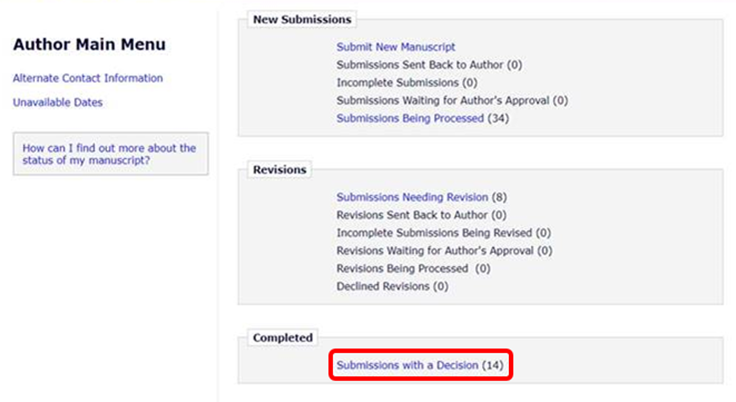 Author Main Menu
Alternate Contact Information
Unavailable Dates
How can I find out more about the
status of my manuscript?
New Submissions
Submit New Manuscript
Submissions Sent Back to Author (0)
Incomplete Submissions (0)
Submissions Waiting for Author's Approval (0)
Submissions Being Processed (34)
Revisions
Submissions Needing Revision (8)
Revisions Sent Back to Author (0)
Incomplete Submissions Being Revised (0)
Revisions Waiting for Author's Approval (0)
Revisions Being Processed (0)
Declined Revisions (0)
Completed
Submissions with a Decision (14)